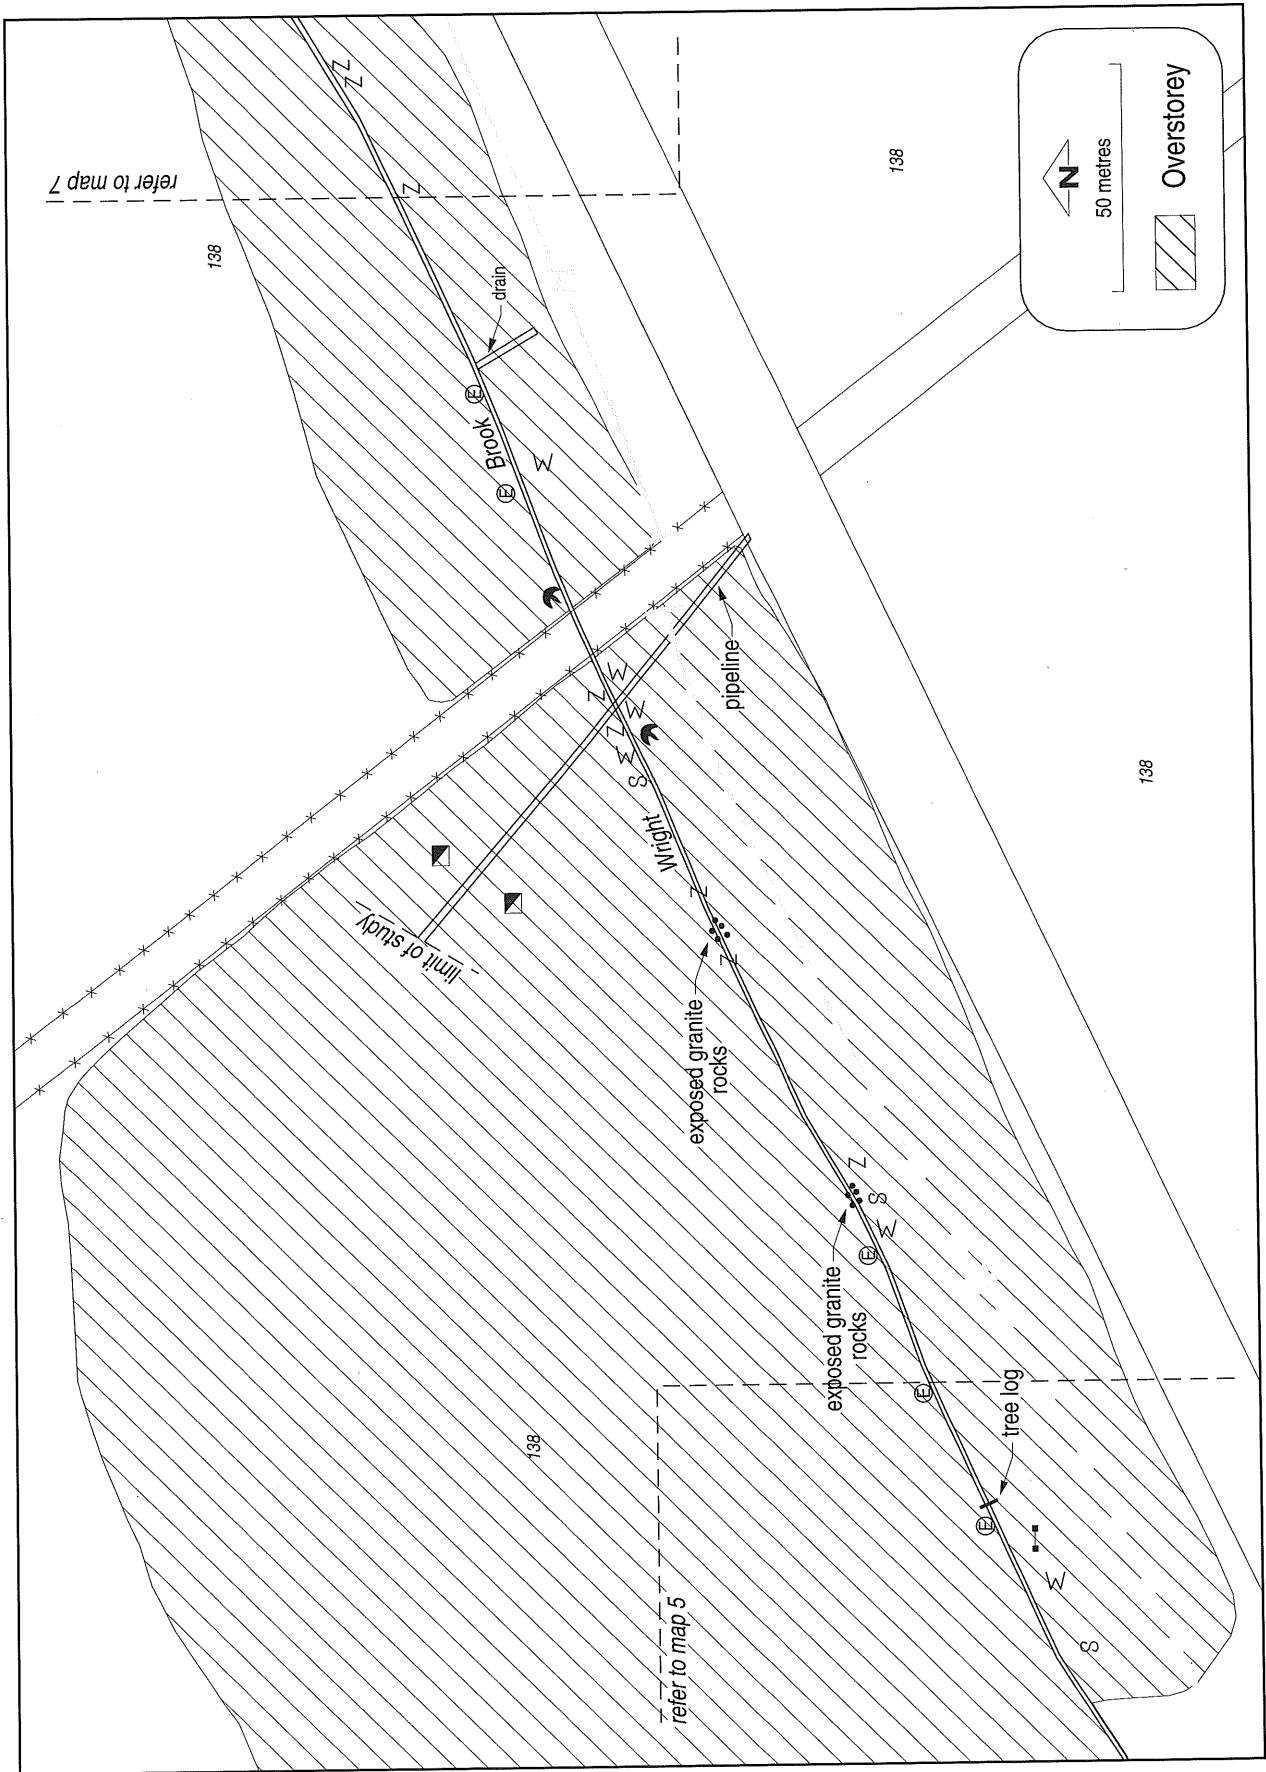 refer to map 7
138
Z Z
Z
drain
E
Brook
E
W
limit of study
pipeline
Z
W
W
Z
W
S
Wright
Z
Z
exposed granite
rocks
exposed granite
rocks
Z
S
W
E
E
tree log
E
W
S
138
refer to map 5
138
138
N
50 metres
Overstorey